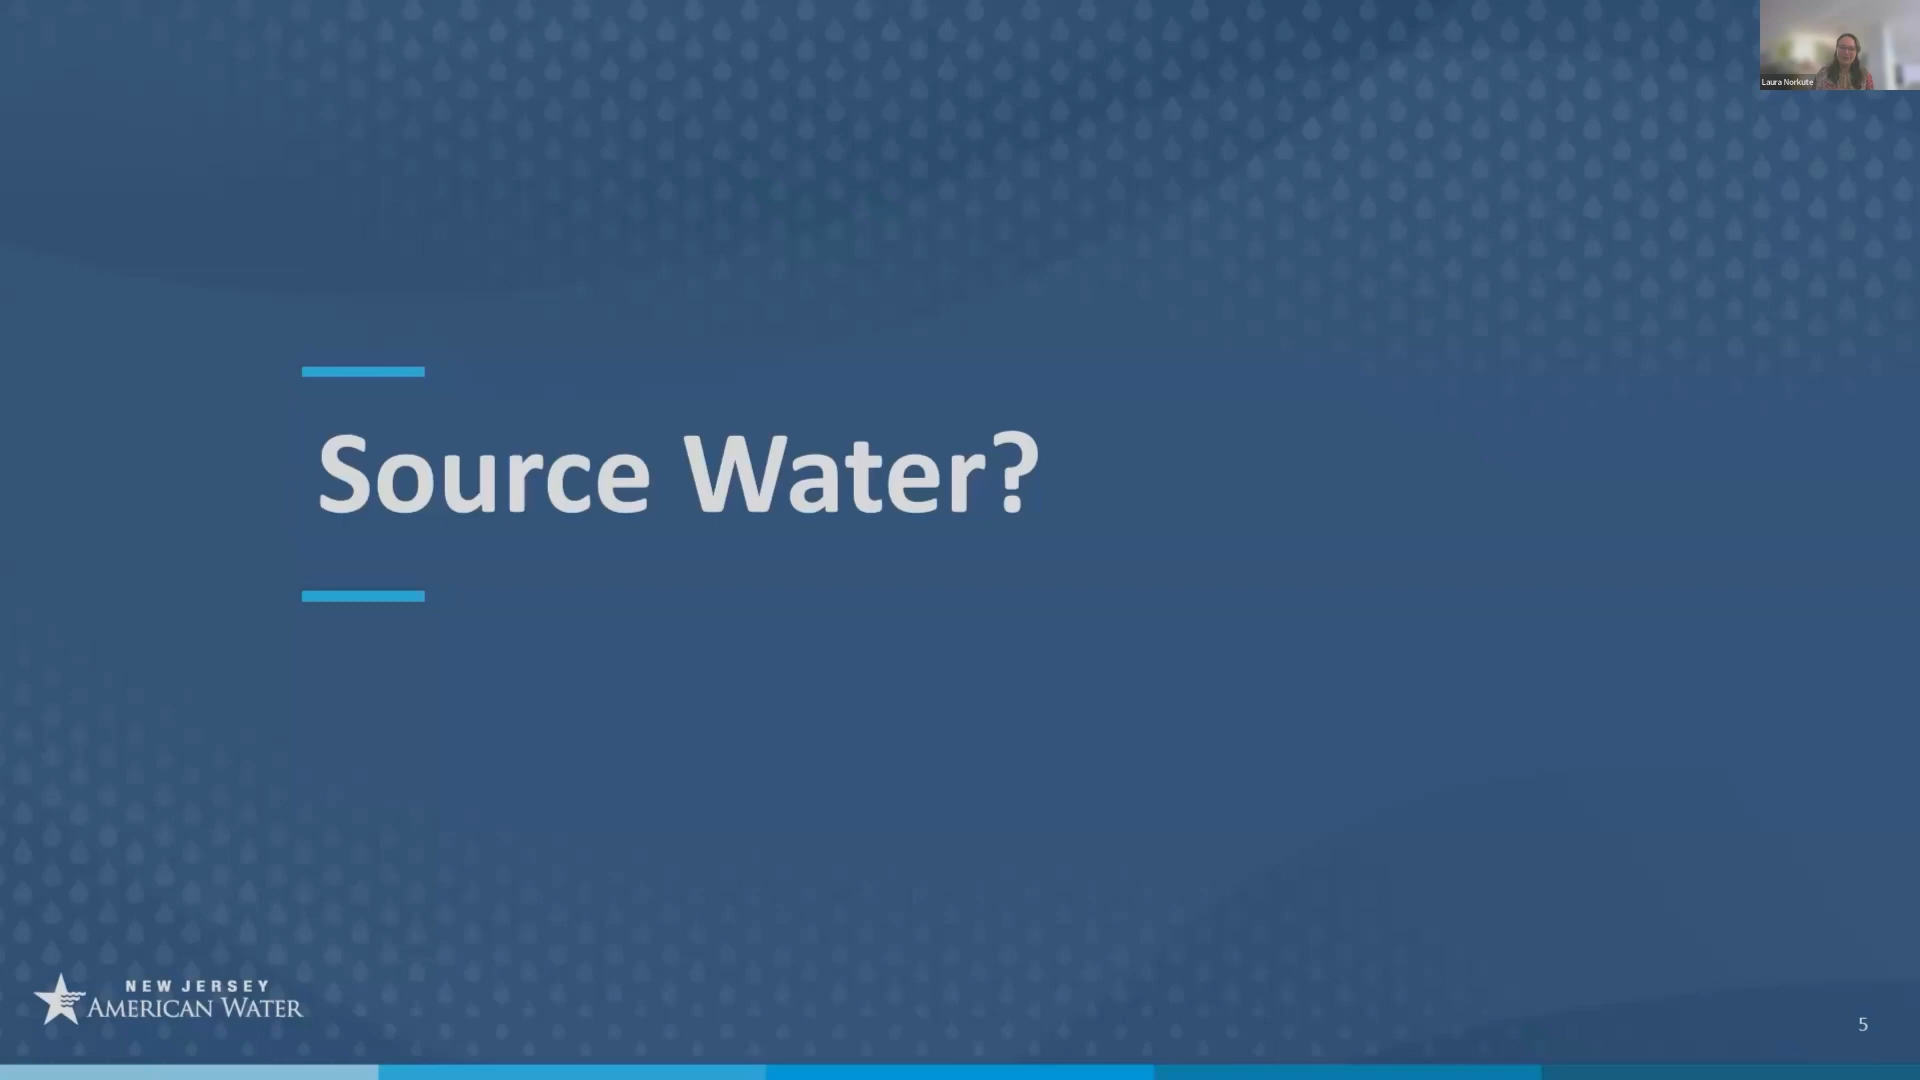 Laura Norkute
Source Water?
NEW JERSEY
AMERICAN WATER
5